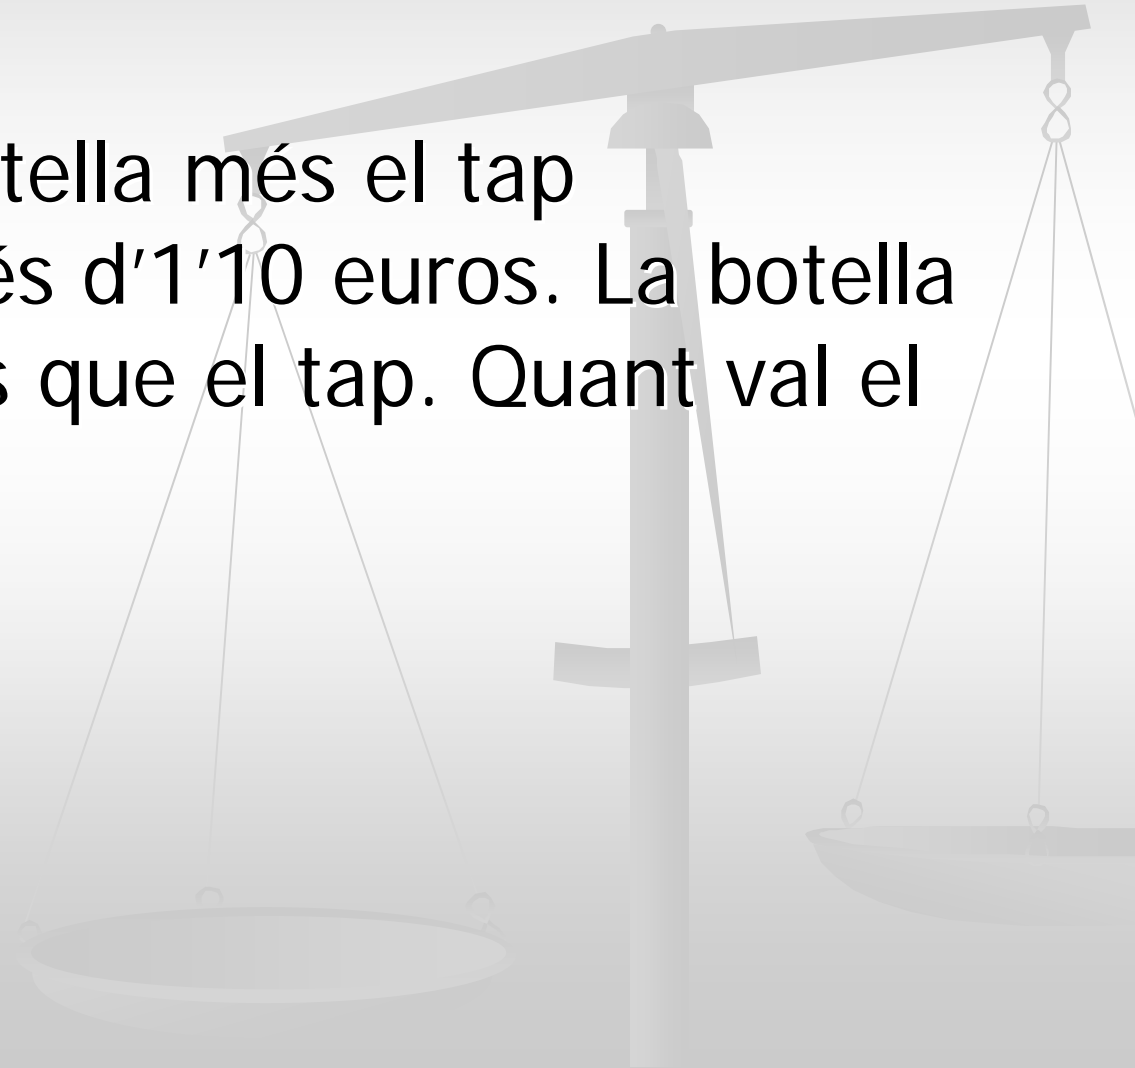 tella més el tap
és d'1'10 euros. La botella
s que el tap. Quant val el